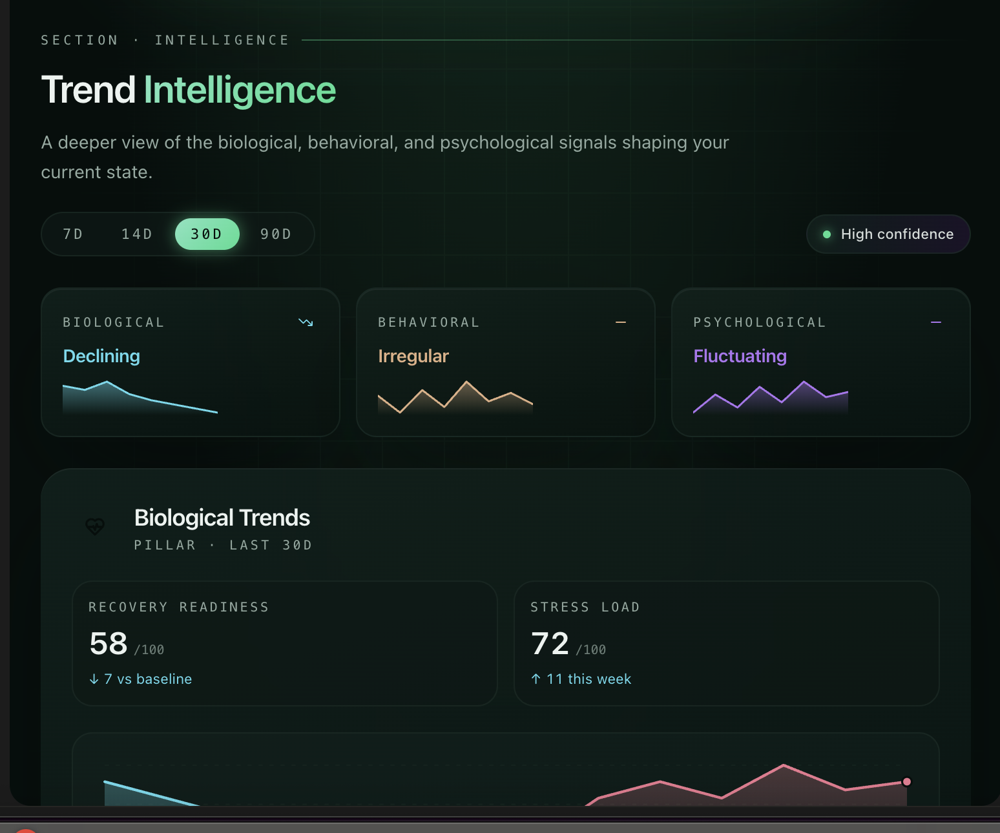 SECTION · INTELLIGENCE
Trend Intelligence
A deeper view of the biological, behavioral, and psychological signals shaping your
current state.
7D 14D 30D 90D
High confidence
BIOLOGICAL
Declining
BEHAVIORAL
Irregular
PSYCHOLOGICAL
Fluctuating
Biological Trends
PILLAR · LAST 30D
RECOVERY READINESS
58 /100
↓ 7 vs baseline
STRESS LOAD
72 /100
↑ 11 this week